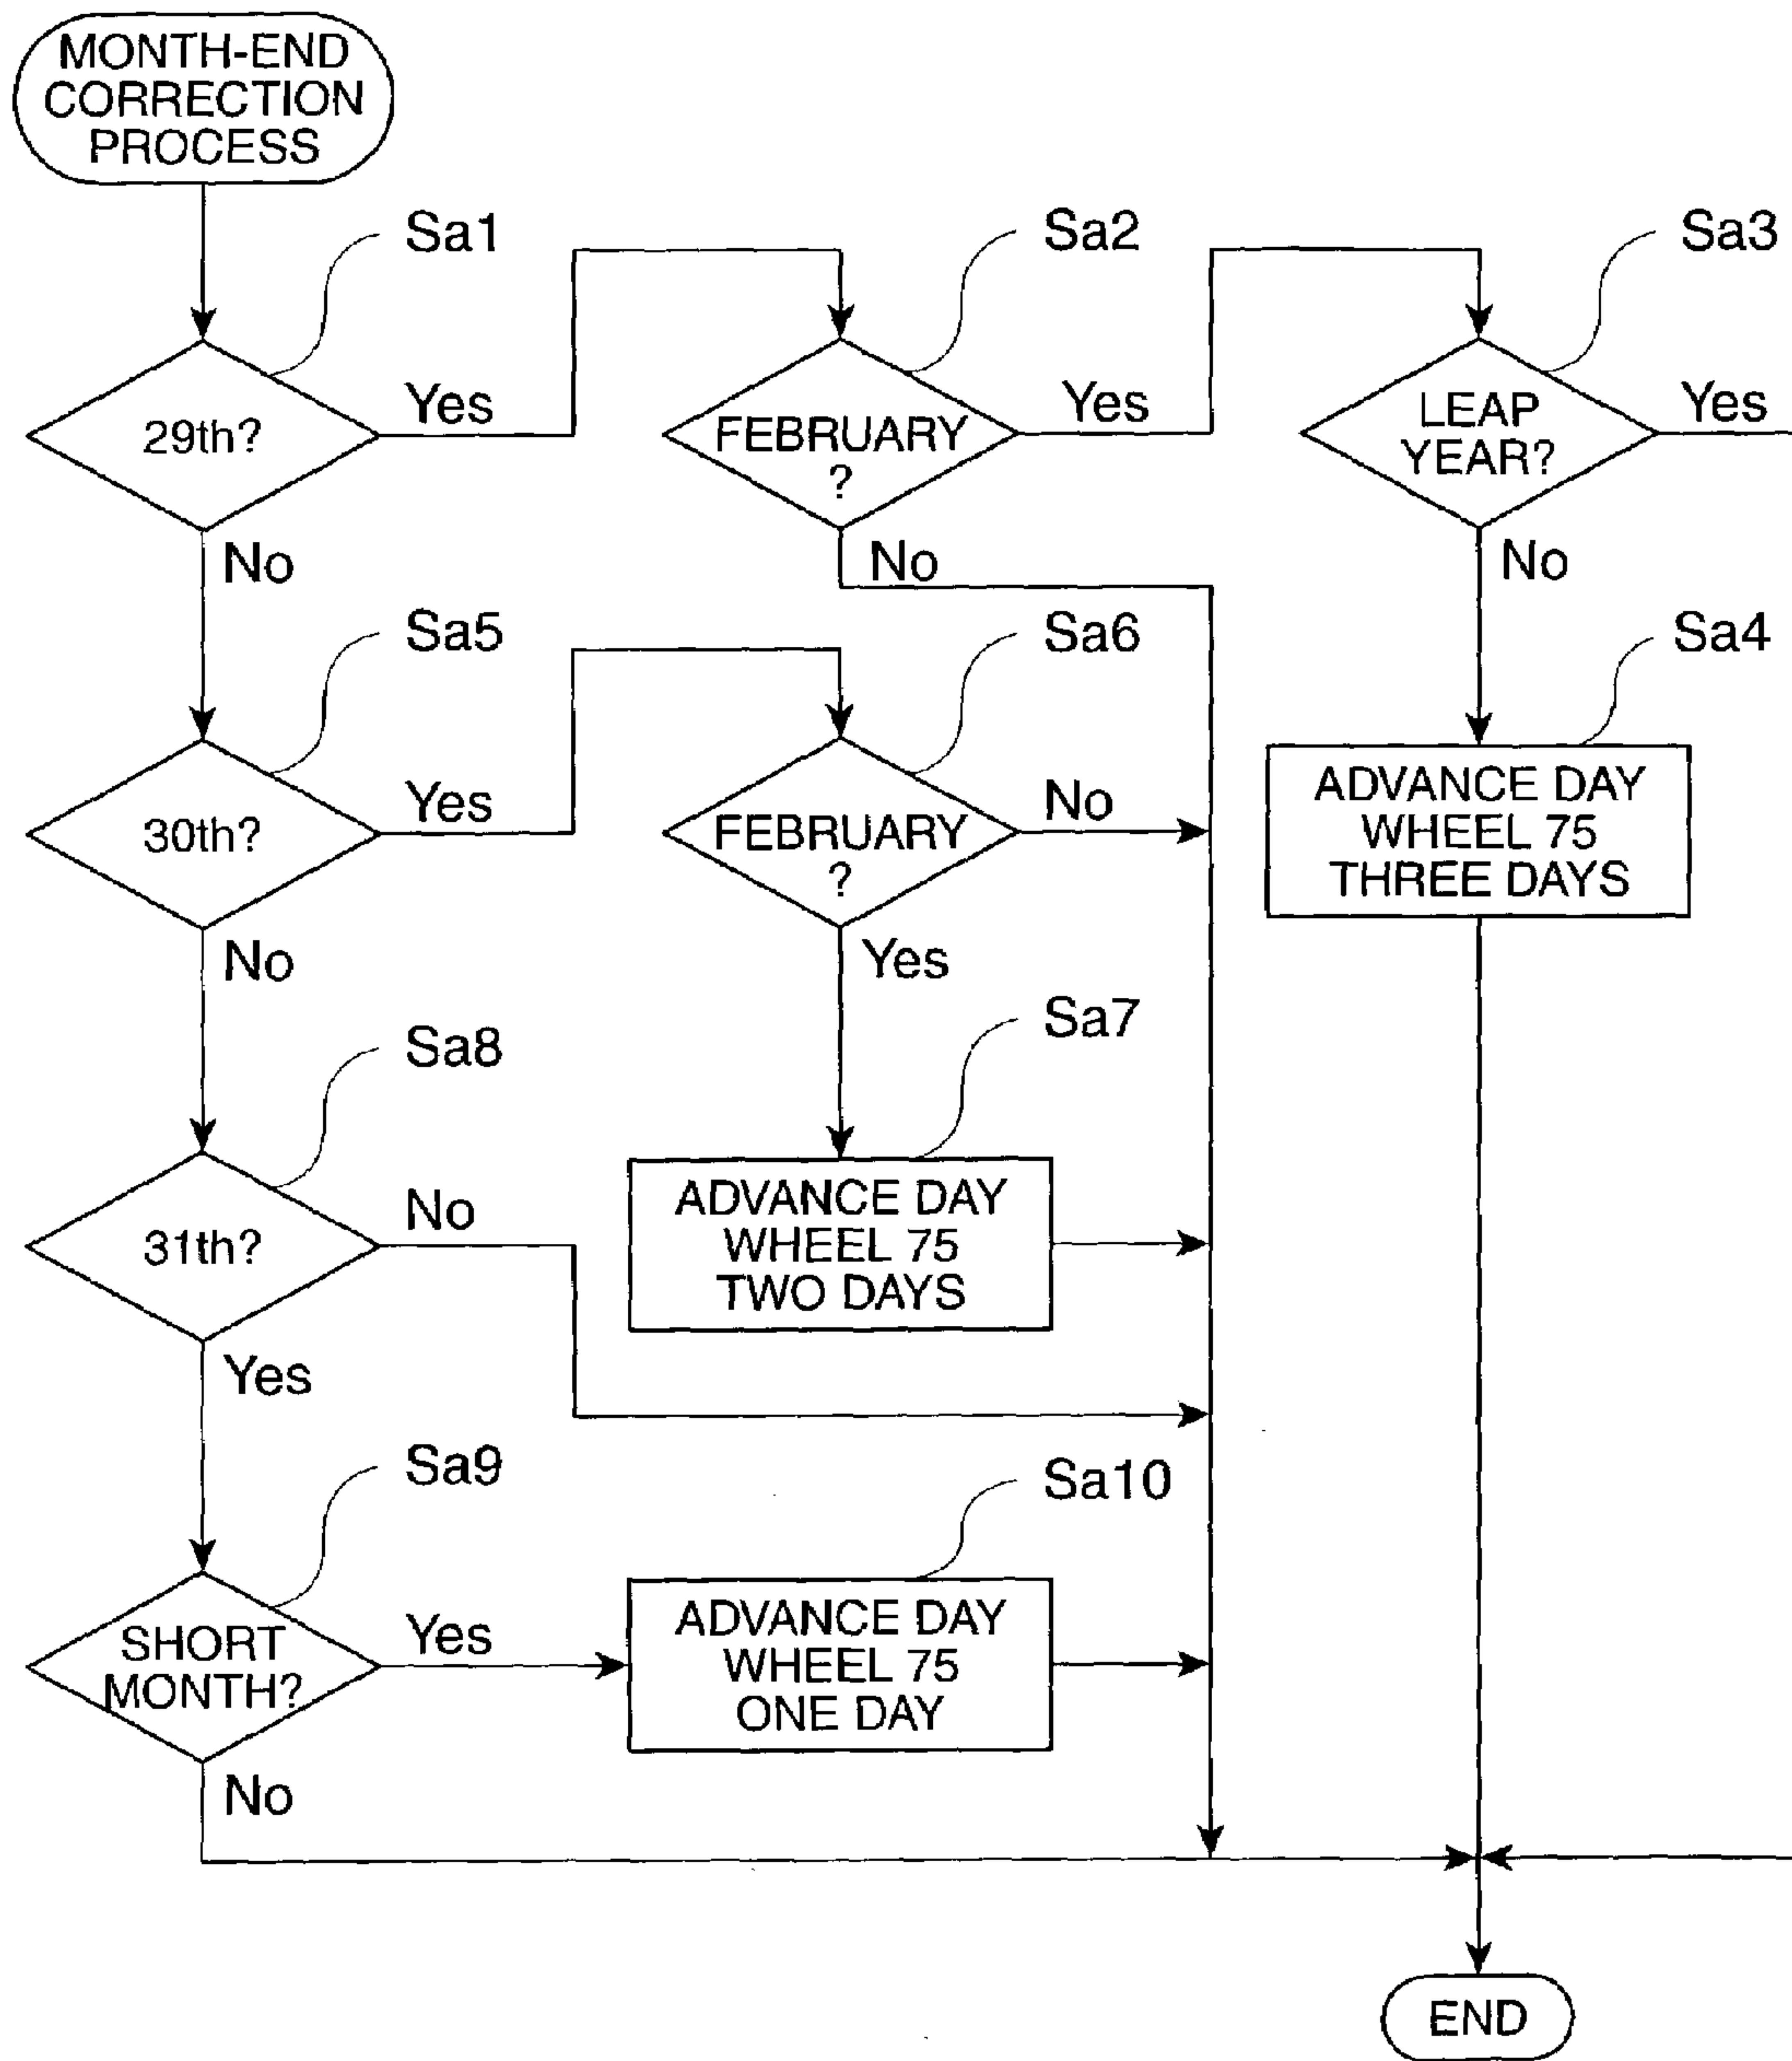 MONTH-END
CORRECTION
PROCESS
Sa1
Sa2
Sa3
29th?
Yes
No
FEBRUARY
?
Yes
No
LEAP
YEAR?
Yes
No
Sa5
Sa6
Sa4
30th?
Yes
No
FEBRUARY
?
No
Yes
ADVANCE DAY
WHEEL 75
THREE DAYS
Sa8
Sa7
31th?
No
Yes
ADVANCE DAY
WHEEL 75
TWO DAYS
Sa9
Sa10
SHORT
MONTH?
Yes
No
ADVANCE DAY
WHEEL 75
ONE DAY
END